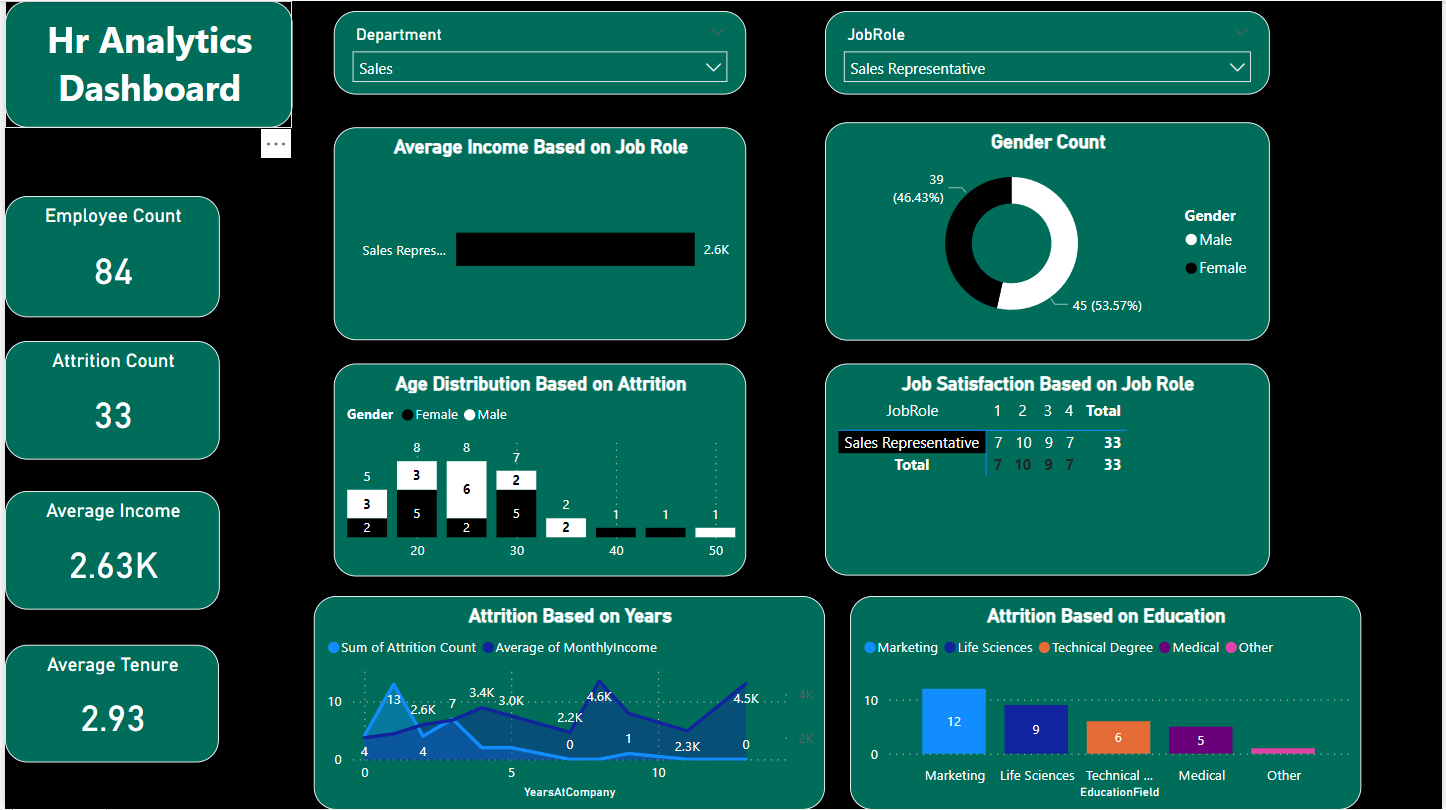 Hr Analytics
Dashboard
Department
Sales
JobRole
Sales Representative
Employee Count
84
Attrition Count
33
Average Income
2.63K
Average Tenure
2.93
Average Income Based on Job Role
Sales Repres...
2.6K
Gender Count
39
(46.43%)
45 (53.57%)
Gender
Male
Female
Age Distribution Based on Attrition
Gender Female Male
5 8 8 7 2 1 1 1
3 3 6 2 2
2 5 2 5
20 30 40 50
Job Satisfaction Based on Job Role
JobRole 1 2 3 4 Total
Sales Representative 7 10 9 7 33
Total 7 10 9 7 33
Attrition Based on Years
Sum of Attrition Count Average of MonthlyIncome
10
0
4K
2K
13 2.6K 7 3.4K 3.0K 2.2K 4.6K 4.5K
4 4 0 1 2.3K 0
0 5 10
YearsAtCompany
Attrition Based on Education
Marketing Life Sciences Technical Degree Medical Other
10
0
12 9 6 5
Marketing Life Sciences Technical ... Medical Other
EducationField